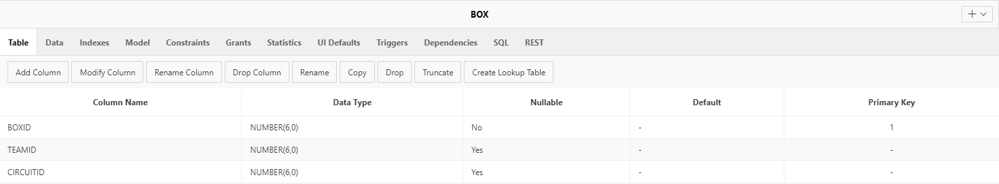 BOX
Table Data Indexes Model Constraints Grants Statistics UI Defaults Triggers Dependencies SQL REST
Add Column Modify Column Rename Column Drop Column Rename Copy Drop Truncate Create Lookup Table
Column Name Data Type Nullable Default Primary Key
BOXID NUMBER(6,0) No - 1
TEAMID NUMBER(6,0) Yes - -
CIRCUITID NUMBER(6,0) Yes - -